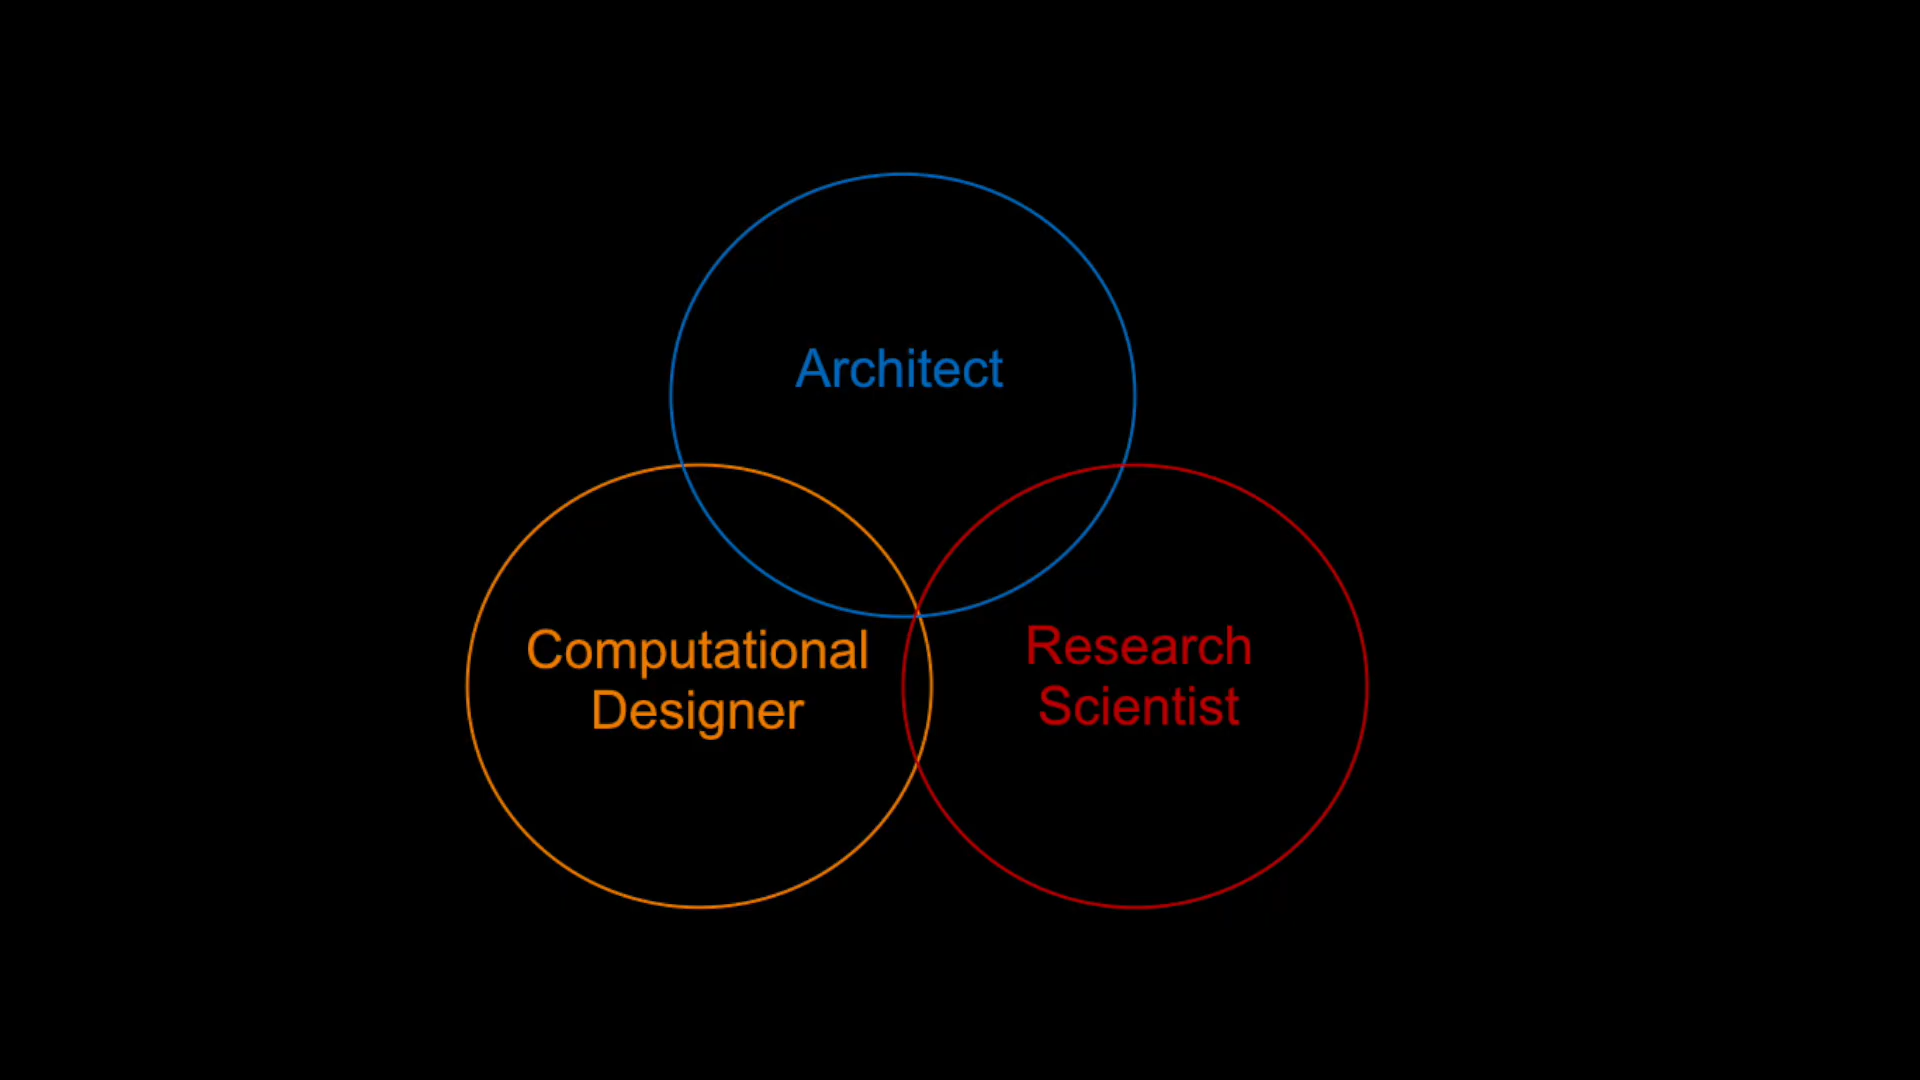 Architect
Computational
Designer
Research
Scientist